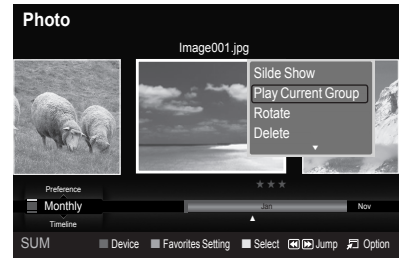 Photo
Image001.jpg
Silde Show
Play Current Group
Rotate
Delete
Preference
Monthly
Timeline
Jan
Nov
SUM
Device
Favorites Setting
Select
Jump
Option